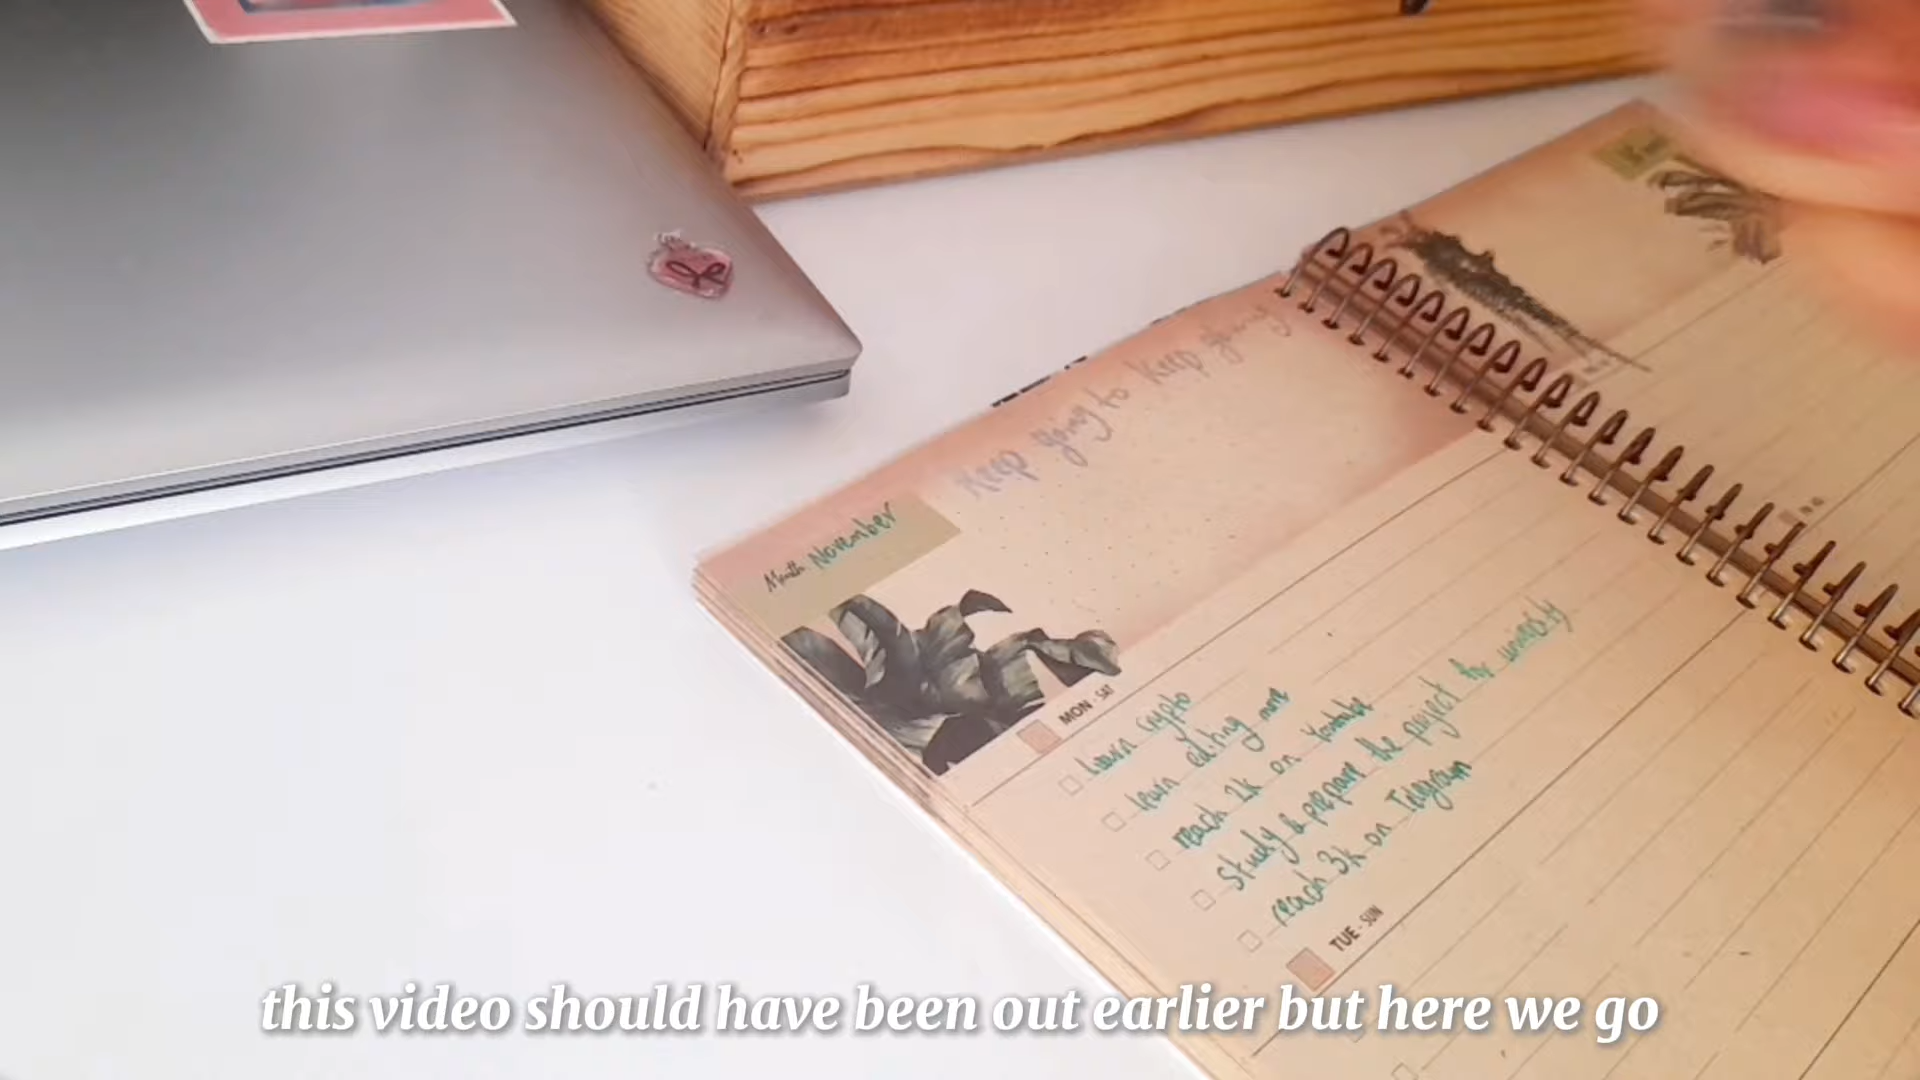 Keep going to Keep going
Month November
MON - SAT
learn crypto
learn editing more
reach 2k on Youtube
study & prepare the project for university
reach 3k on Telegram
TUE - SUN
this video should have been out earlier but here we go